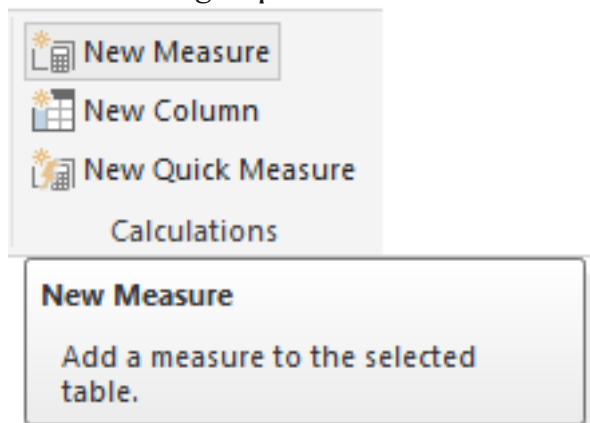 New Measure
New Column
New Quick Measure
Calculations
New Measure
Add a measure to the selected
table.